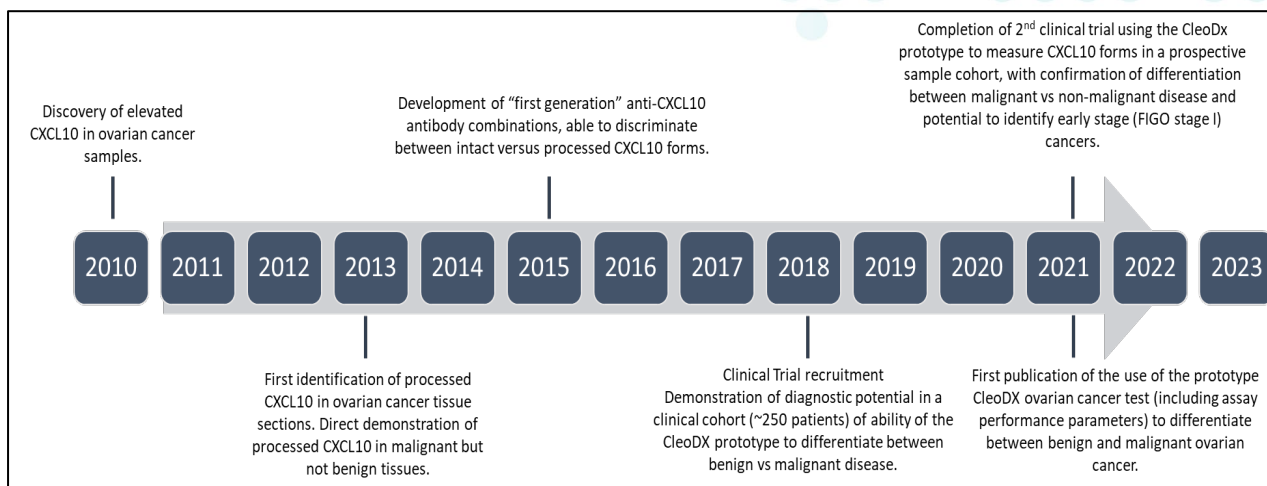 Discovery of elevated
CXCL10 in ovarian cancer
samples.
Development of “first generation” anti-CXCL10
antibody combinations, able to discriminate
between intact versus processed CXCL10 forms.
Completion of 2nd clinical trial using the CleoDx
prototype to measure CXCL10 forms in a prospective
sample cohort, with confirmation of differentiation
between malignant vs non-malignant disease and
potential to identify early stage (FIGO stage I)
cancers.
2010 2011 2012 2013 2014 2015 2016 2017 2018 2019 2020 2021 2022 2023
First identification of processed
CXCL10 in ovarian cancer tissue
sections. Direct demonstration of
processed CXCL10 in malignant but
not benign tissues.
Clinical Trial recruitment
Demonstration of diagnostic potential in a
clinical cohort (~250 patients) of ability of the
CleoDX prototype to differentiate between
benign vs malignant disease.
First publication of the use of the prototype
CleoDX ovarian cancer test (including assay
performance parameters) to differentiate
between benign and malignant ovarian
cancer.